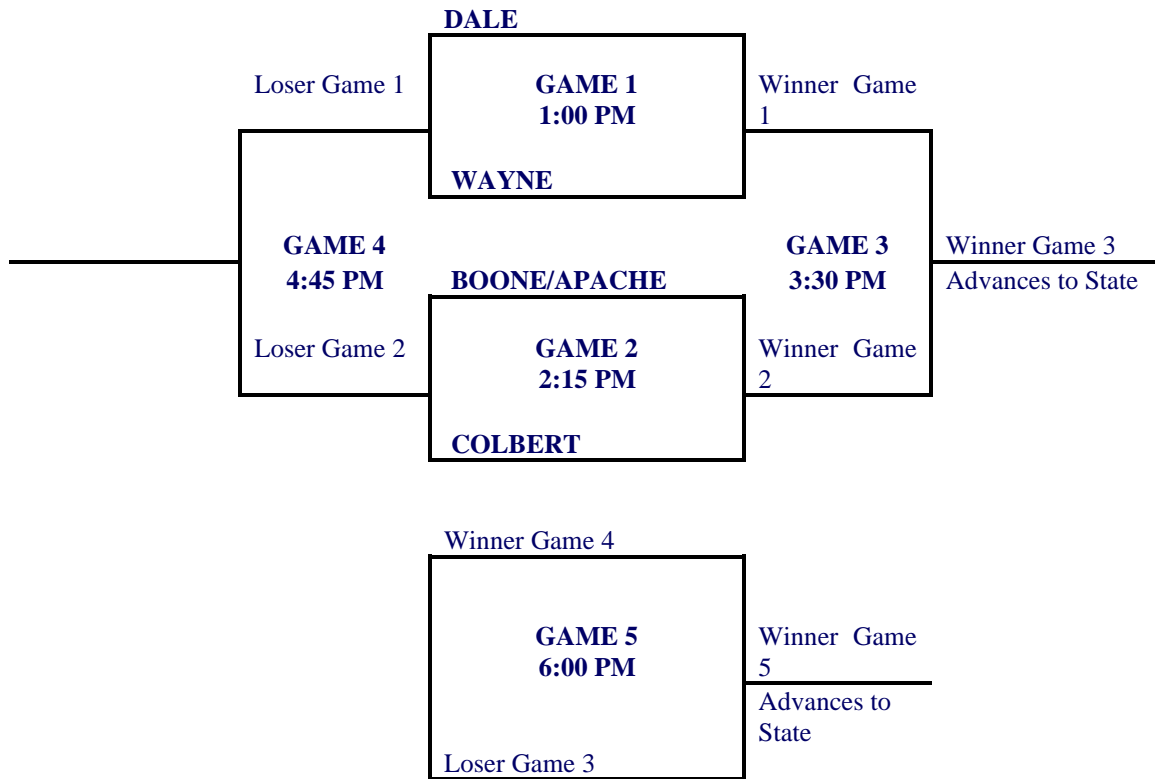 DALE
Loser Game 1
GAME 1
1:00 PM
Winner Game
1
WAYNE
GAME 4
4:45 PM
GAME 3
3:30 PM
Winner Game 3
Advances to State
BOONE/APACHE
Loser Game 2
GAME 2
2:15 PM
Winner Game
2
COLBERT
Winner Game 4
GAME 5
6:00 PM
Winner Game
5
Advances to
State
Loser Game 3